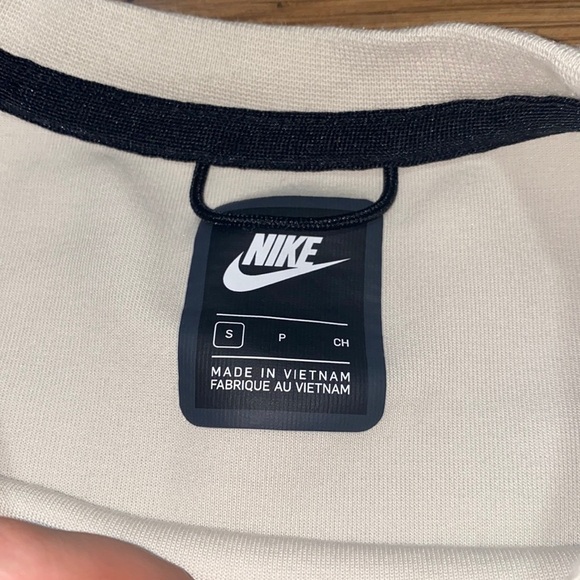 NIKE
S P CH
MADE IN VIETNAM
FABRIQUE AU VIETNAM